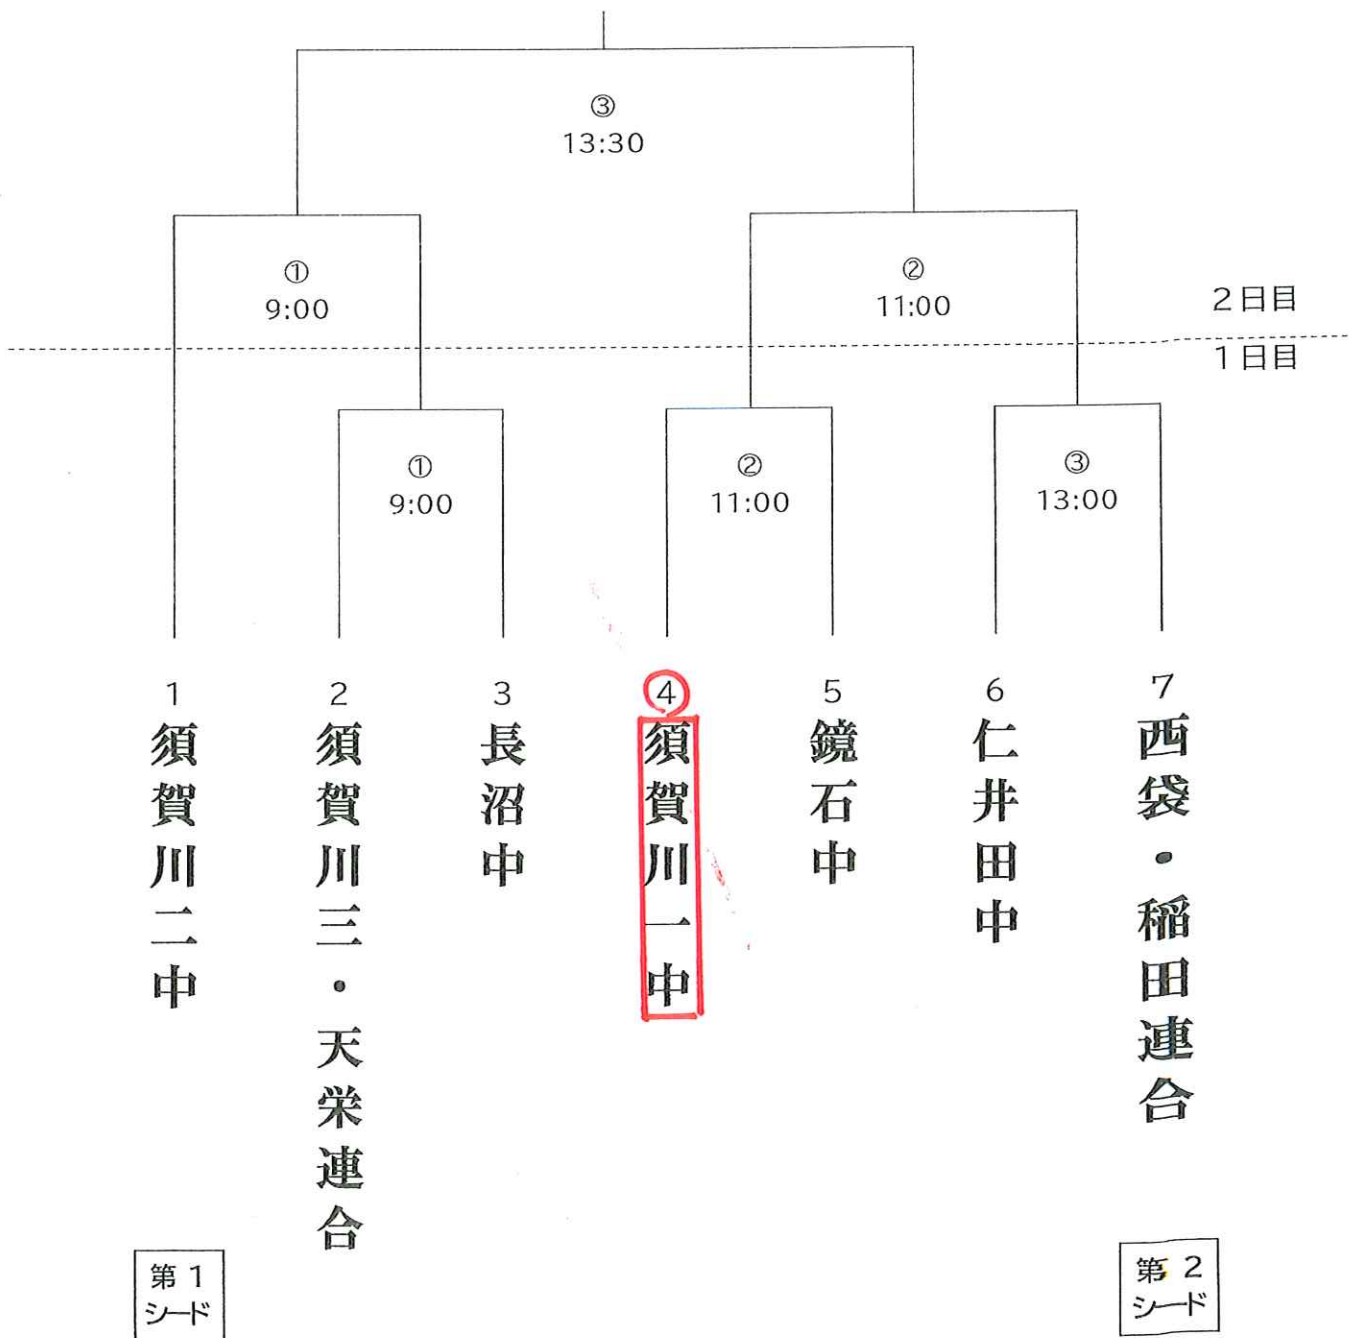 ③
13:30
①
9:00
②
11:00
2日目
1日目
①
9:00
②
11:00
③
13:00
1
須賀川二中
2
須賀川三・天栄連合
3
長沼中
4
須賀川一中
5
鏡石中
6
仁井田中
7
西袋・稲田連合
第1
シード
第2
シード